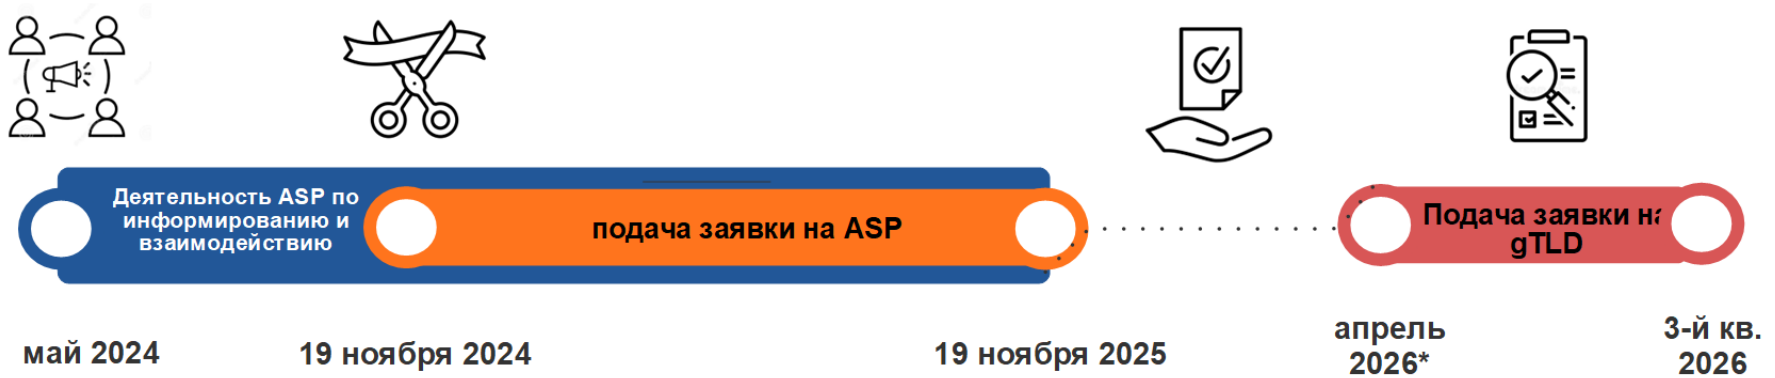 Деятельность ASP по
информированию и
взаимодействию
подача заявки на ASP
Подача заявки на
gTLD
май 2024
19 ноября 2024
19 ноября 2025
апрель
2026*
3-й кв.
2026